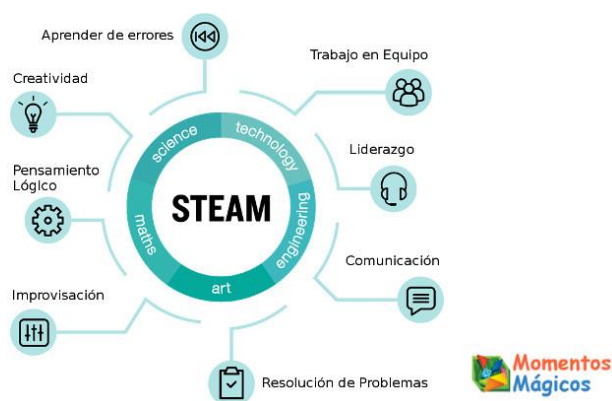 Aprender de errores
Trabajo en Equipo
Creatividad
Liderazgo
Pensamiento
Lógico
science
technology
STEAM
maths
engineering
art
Comunicación
Improvisación
Resolución de Problemas
Momentos
Mágicos